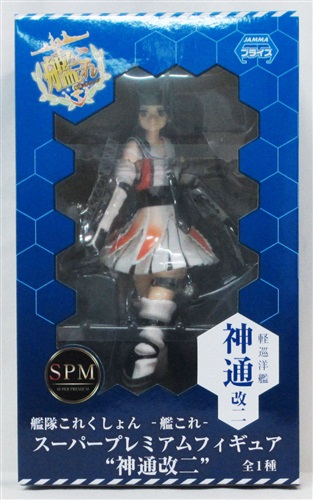 艦これ
JAMMA
プライズ
軽巡洋艦
神通改二
SPM
SUPER PREMIUM
艦隊これくしょん -艦これ-
スーパープレミアムフィギュア
“神通改二” 全1種